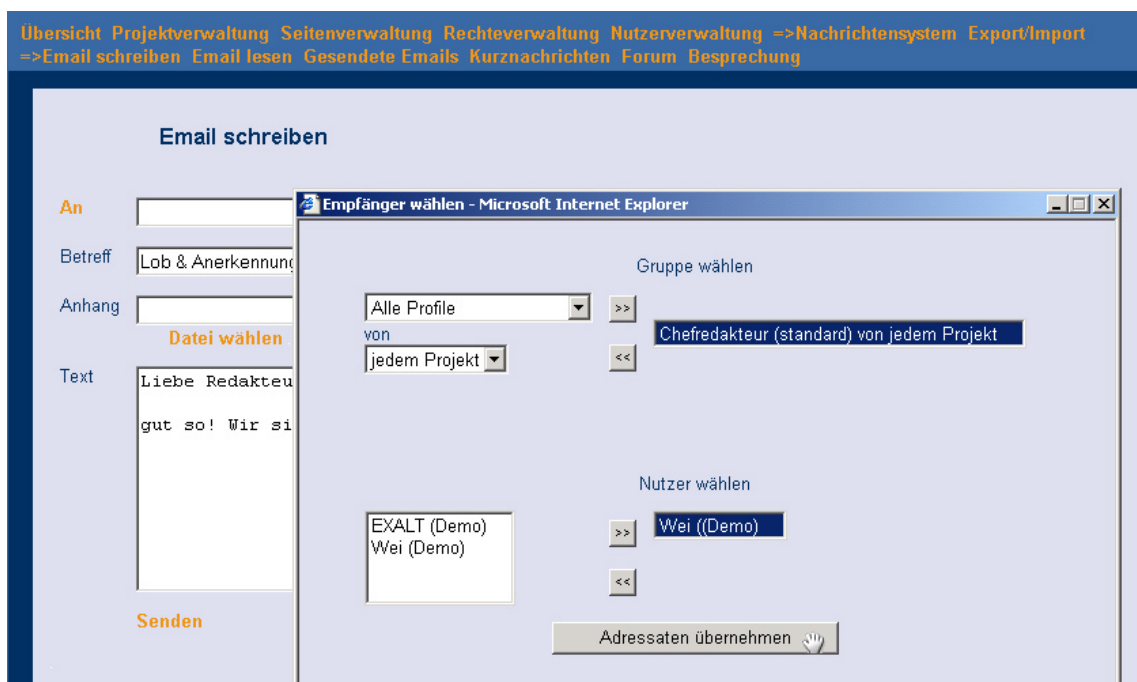 Übersicht Projektverwaltung Seitenverwaltung Rechteverwaltung Nutzerverwaltung =>Nachrichtensystem Export/Import
=>Email schreiben Email lesen Gesendete Emails Kurznachrichten Forum Besprechung
Email schreiben
An
Betreff Lob & Anerkennung
Anhang
Datei wählen
Text Liebe Redakteu
gut so! Wir si
Senden
Empfänger wählen - Microsoft Internet Explorer
Gruppe wählen
Alle Profile >>
von
Chefredakteur (standard) von jedem Projekt
jedem Projekt <<
Nutzer wählen
EXALT (Demo)
Wei (Demo)
>> Wei ((Demo)
<<
Adressaten übernehmen